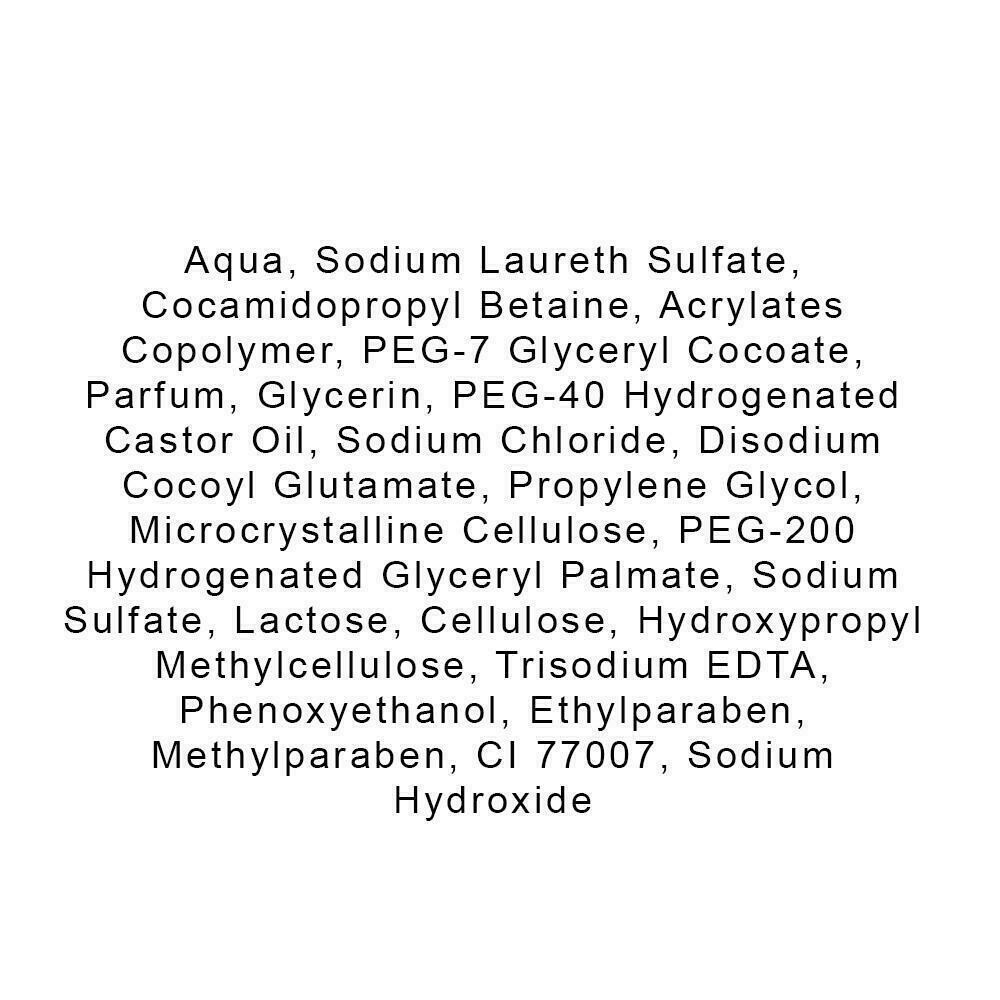 Aqua, Sodium Laureth Sulfate,
Cocamidopropyl Betaine, Acrylates
Copolymer, PEG-7 Glyceryl Cocoate,
Parfum, Glycerin, PEG-40 Hydrogenated
Castor Oil, Sodium Chloride, Disodium
Cocoyl Glutamate, Propylene Glycol,
Microcrystalline Cellulose, PEG-200
Hydrogenated Glyceryl Palmate, Sodium
Sulfate, Lactose, Cellulose, Hydroxypropyl
Methylcellulose, Trisodium EDTA,
Phenoxyethanol, Ethylparaben,
Methylparaben, CI 77007, Sodium
Hydroxide